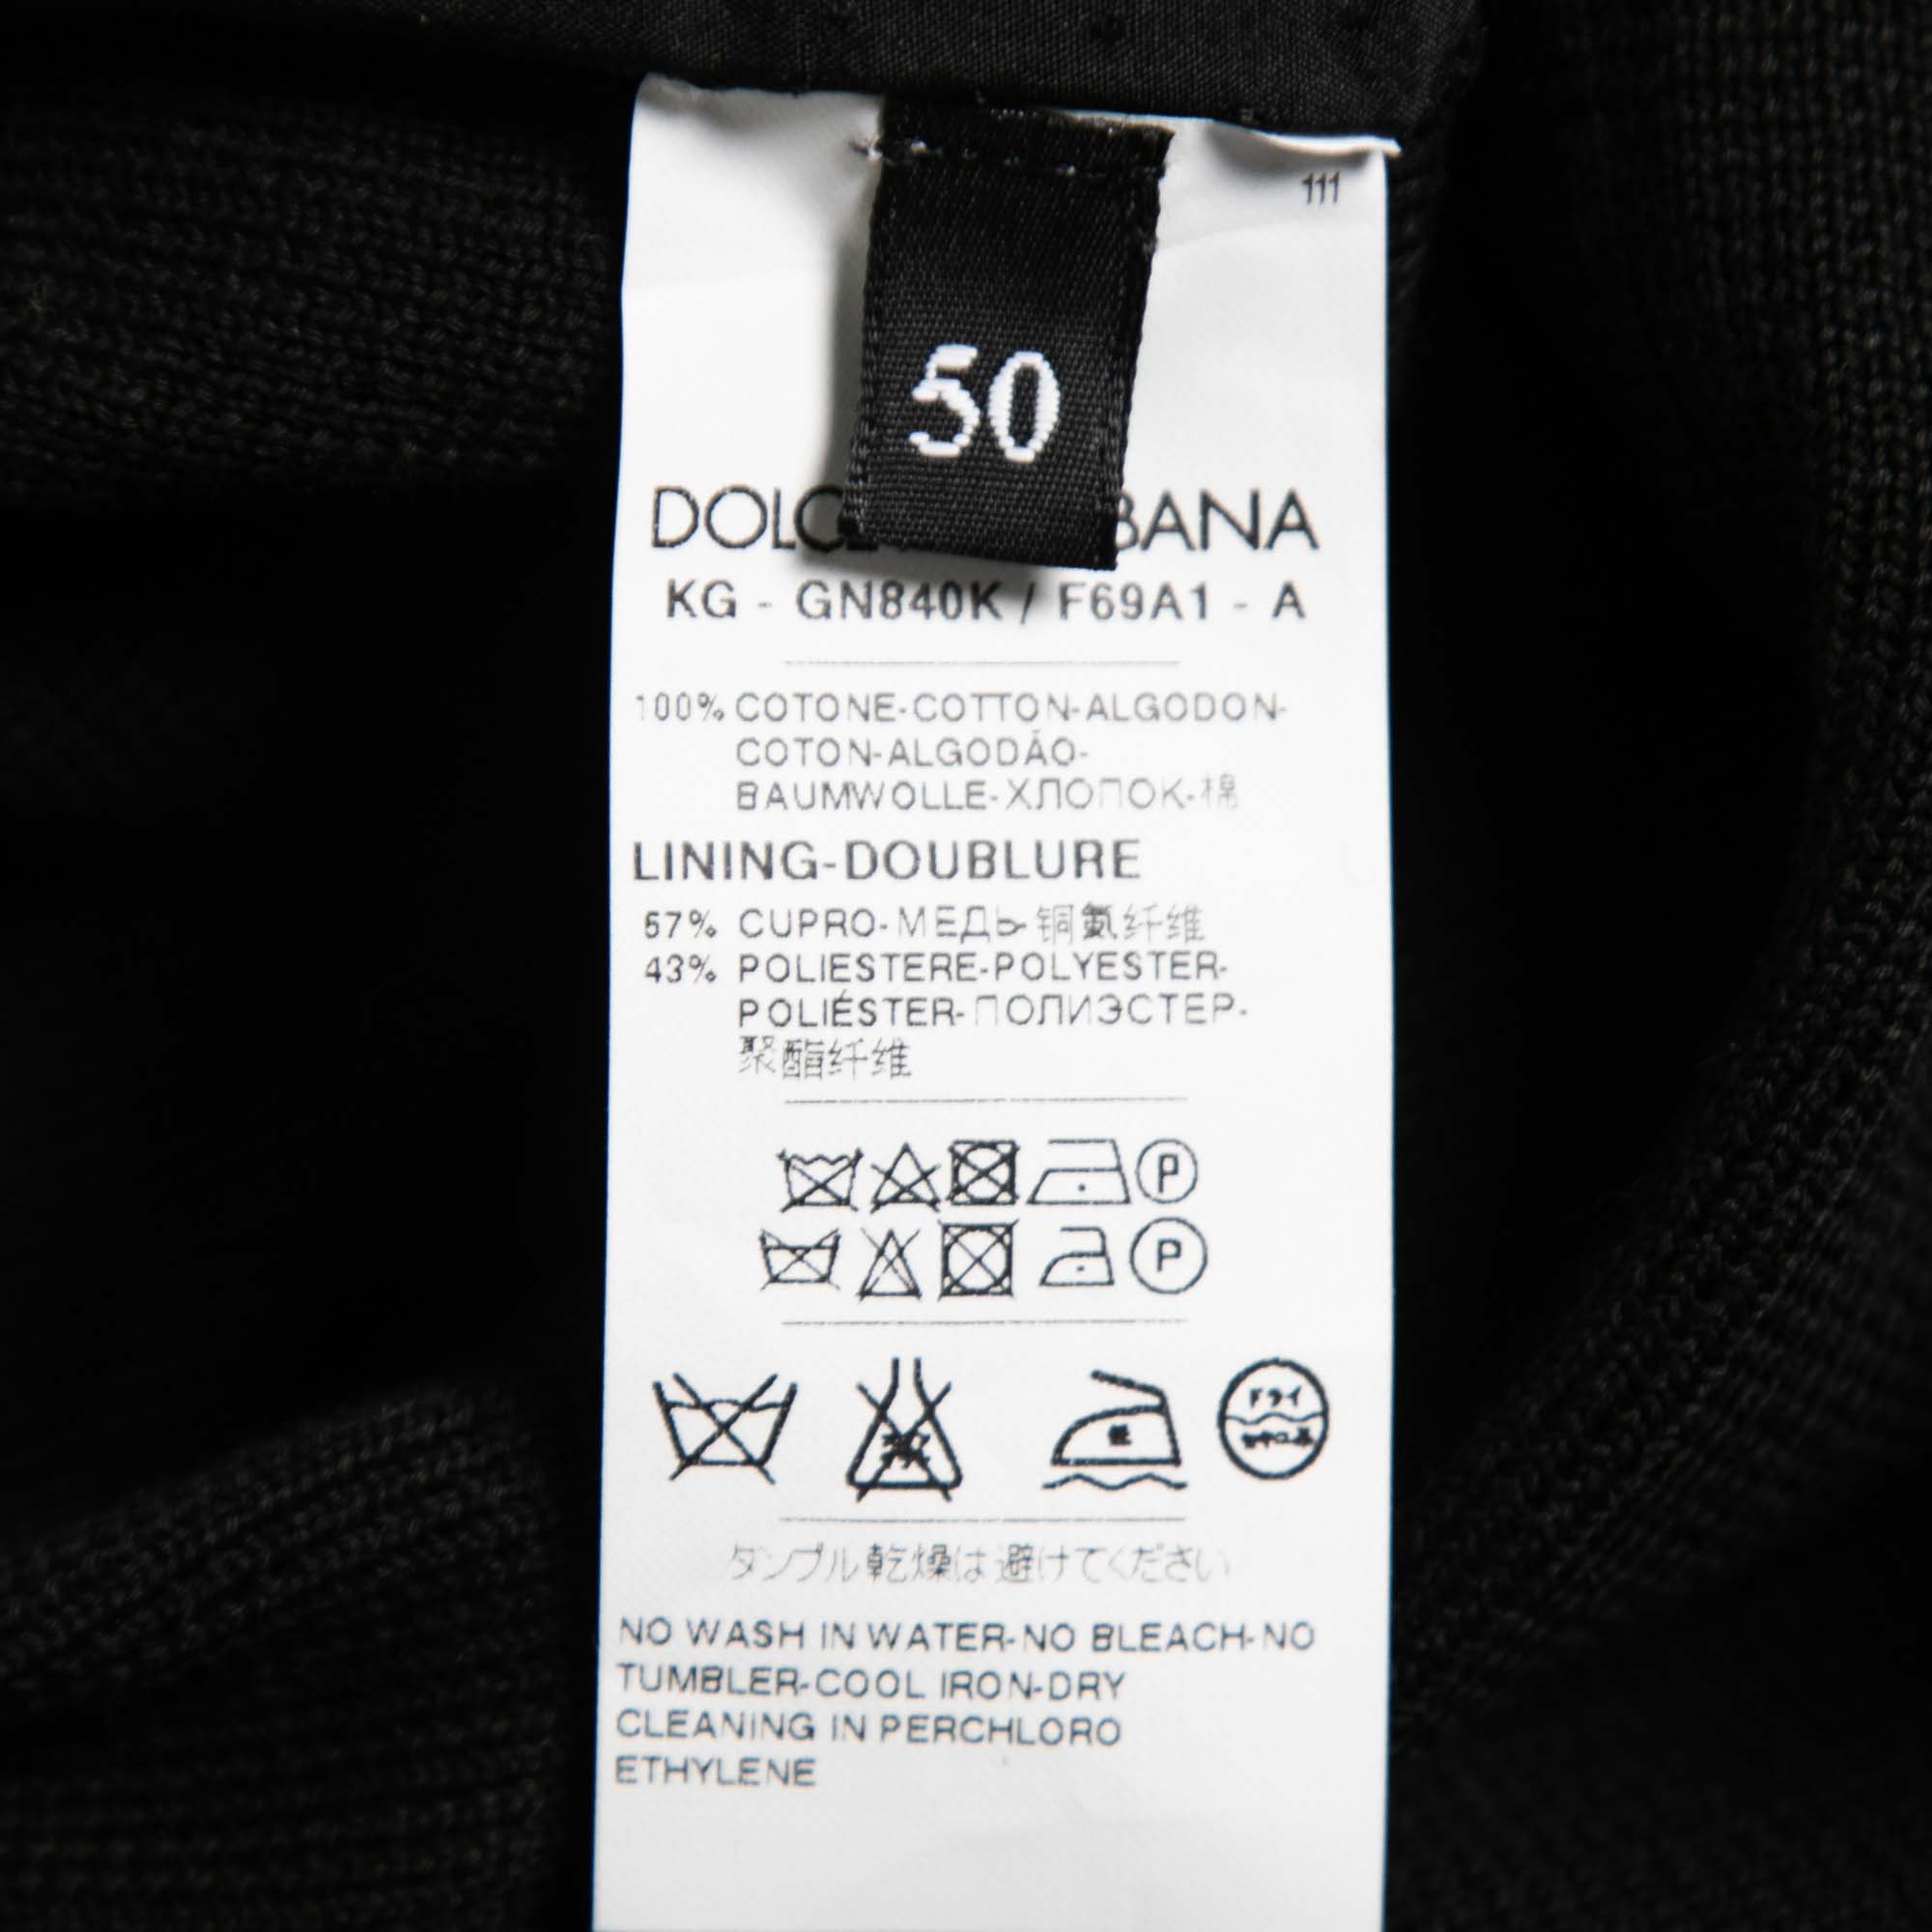 111
50
DOLC BANA
KG - GN840K / F69A1 - A
100% COTONE-COTTON-ALGODON-
COTON-ALGODÃO-
BAUMWOLLE-ХЛОПОК-棉
LINING-DOUBLURE
57% CUPRO-МЕДЬ-铜氨纤维
43% POLIESTERE-POLYESTER-
POLIÉSTER-ПОЛИЭСТЕР-
聚酯纤维
P
P
ドライ
タンブル乾燥は避けてください
NO WASH IN WATER-NO BLEACH-NO
TUMBLER-COOL IRON-DRY
CLEANING IN PERCHLORO
ETHYLENE